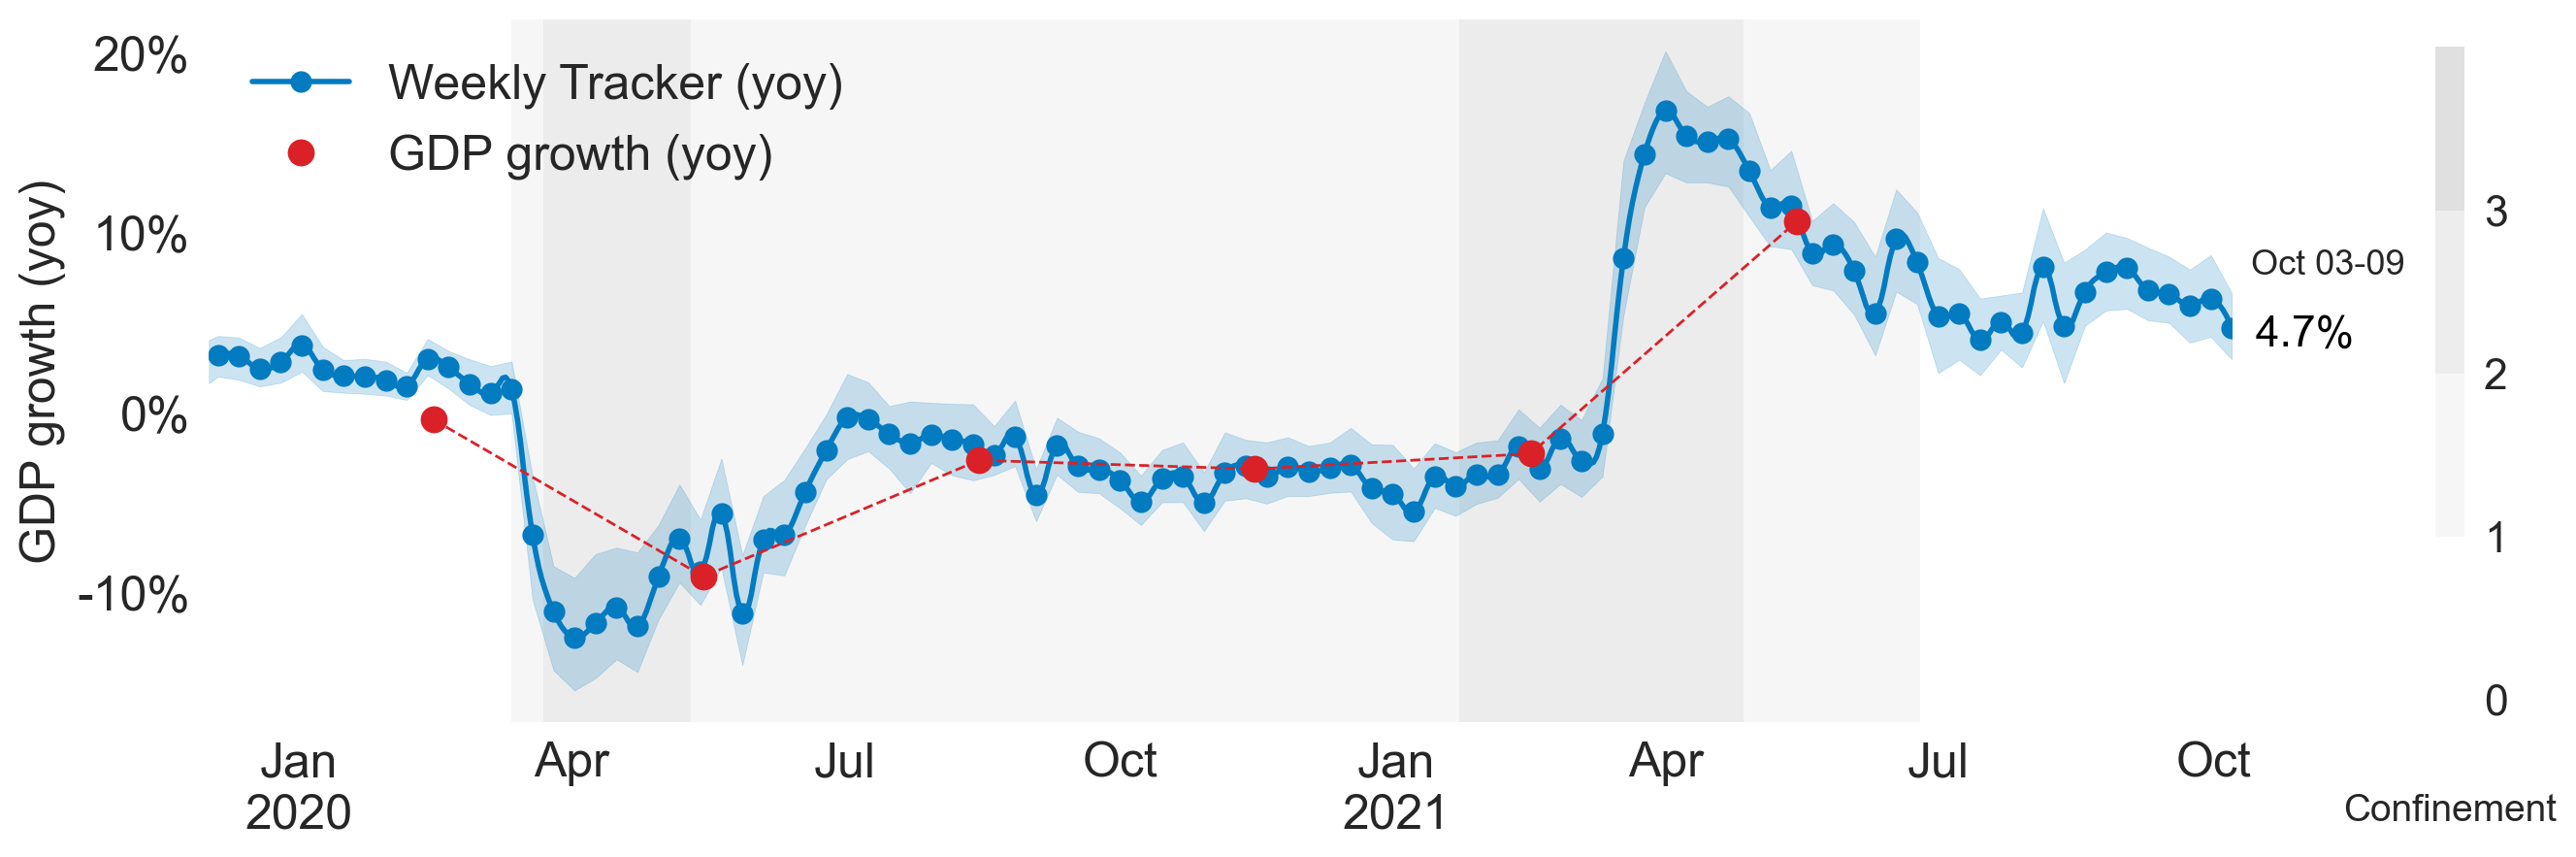 20%
10%
0%
-10%
GDP growth (yoy)
Weekly Tracker (yoy)
GDP growth (yoy)
Oct 03-09
4.7%
3
2
1
0
Confinement
Jan
2020
Apr
Jul
Oct
Jan
2021
Apr
Jul
Oct